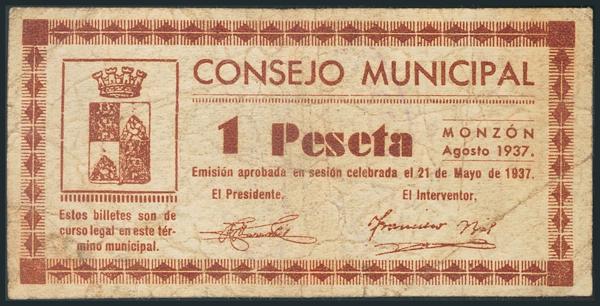 CONSEJO MUNICIPAL
1 Peseta
MONZÓN
Agosto 1937.
Emisión aprobada en sesión celebrada el 21 de Mayo de 1937.
El Presidente,
El Interventor,
Estos billetes son de
curso legal en este tér-
mino municipal.
Francisco